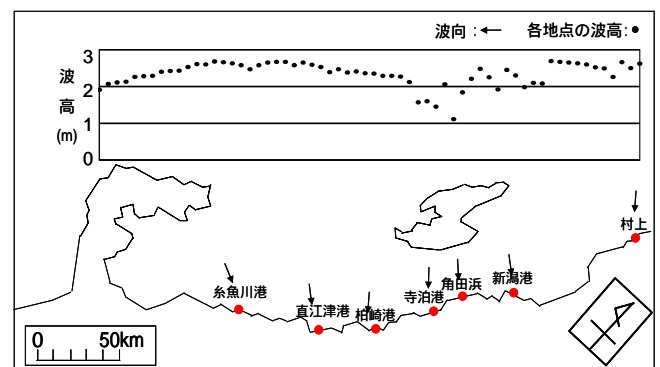 波向：← 各地点の波高：●
波高(m)
3
2
1
0
村上
糸魚川港
直江津港
柏崎港
寺泊港
角田浜
新潟港
0 50km